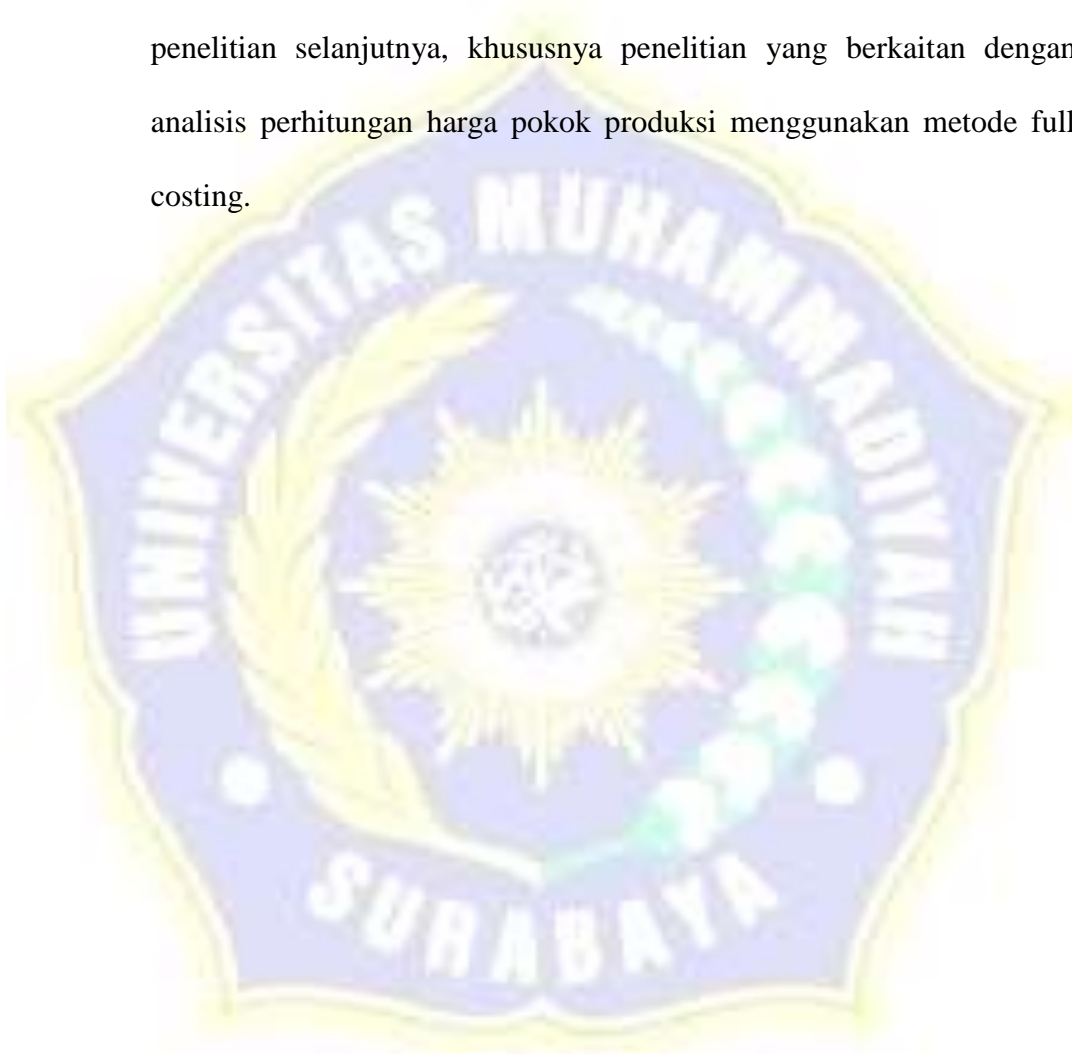 penelitian selanjutnya, khususnya penelitian yang berkaitan dengan
analisis perhitungan harga pokok produksi menggunakan metode full
costing.
UNIVERSITAS MUHAMMADIYAH
SURABAYA